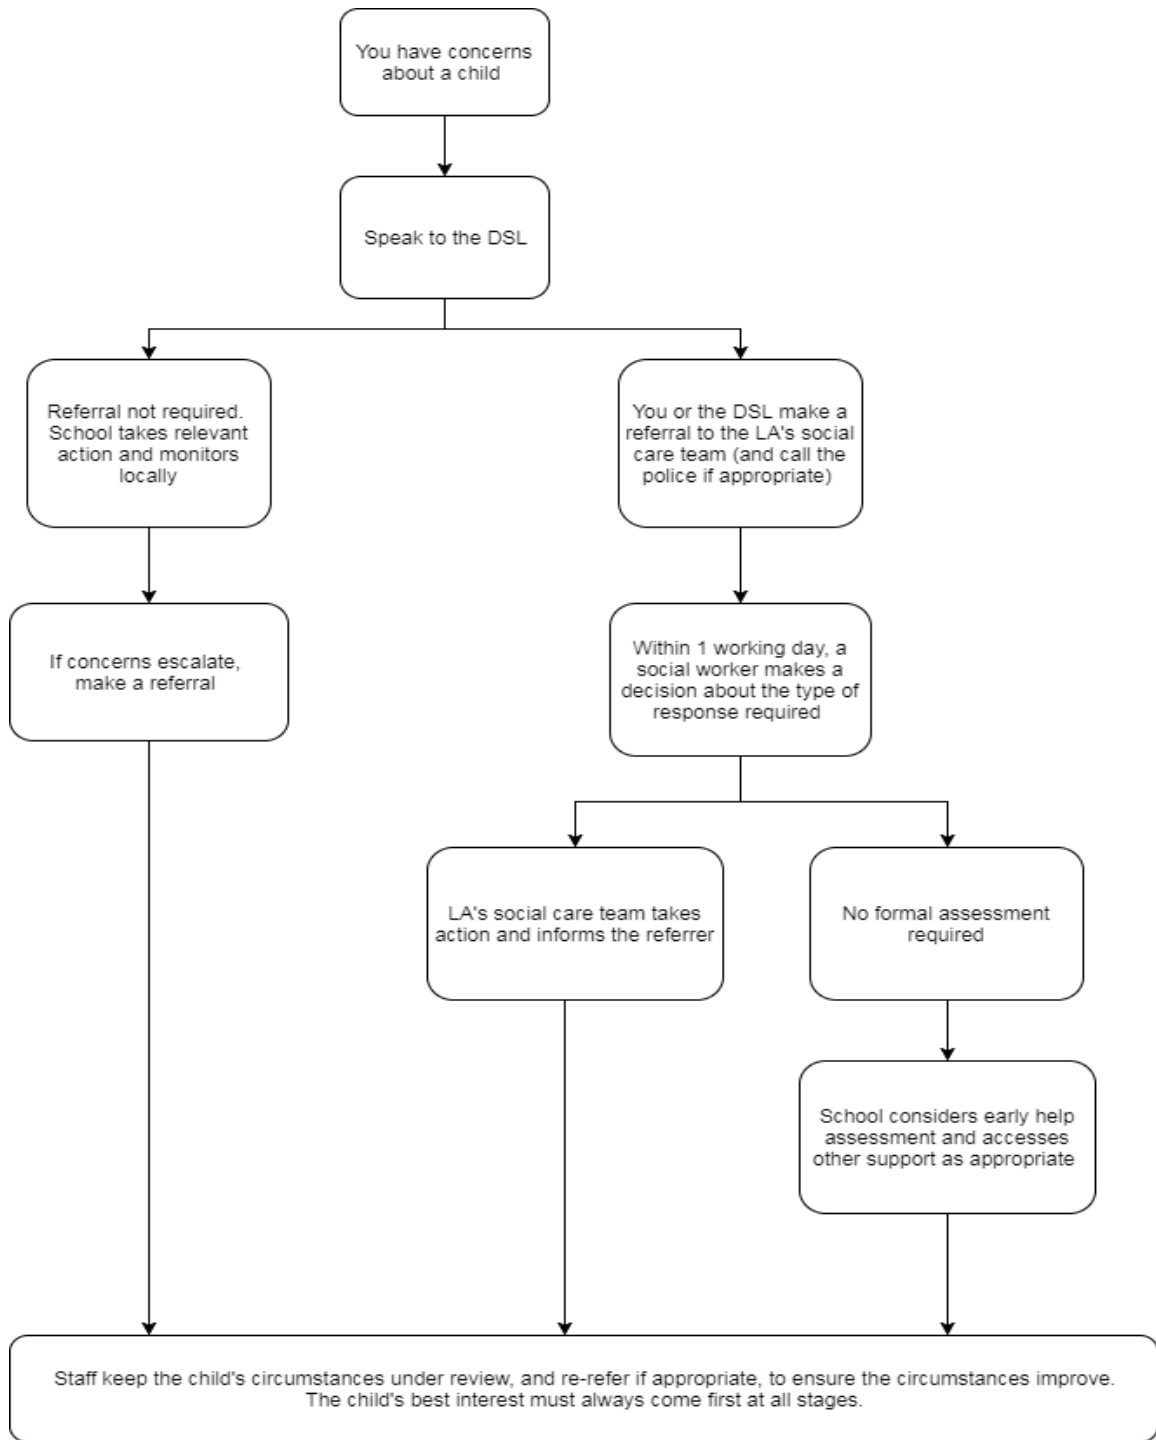 You have concerns
about a child
Speak to the DSL
Referral not required.
School takes relevant
action and monitors
locally
You or the DSL make a
referral to the LA's social
care team (and call the
police if appropriate)
If concerns escalate,
make a referral
Within 1 working day, a
social worker makes a
decision about the type of
response required
LA's social care team takes
action and informs the referrer
No formal assessment
required
School considers early help
assessment and accesses
other support as appropriate
Staff keep the child's circumstances under review, and re-refer if appropriate, to ensure the circumstances improve.
The child's best interest must always come first at all stages.